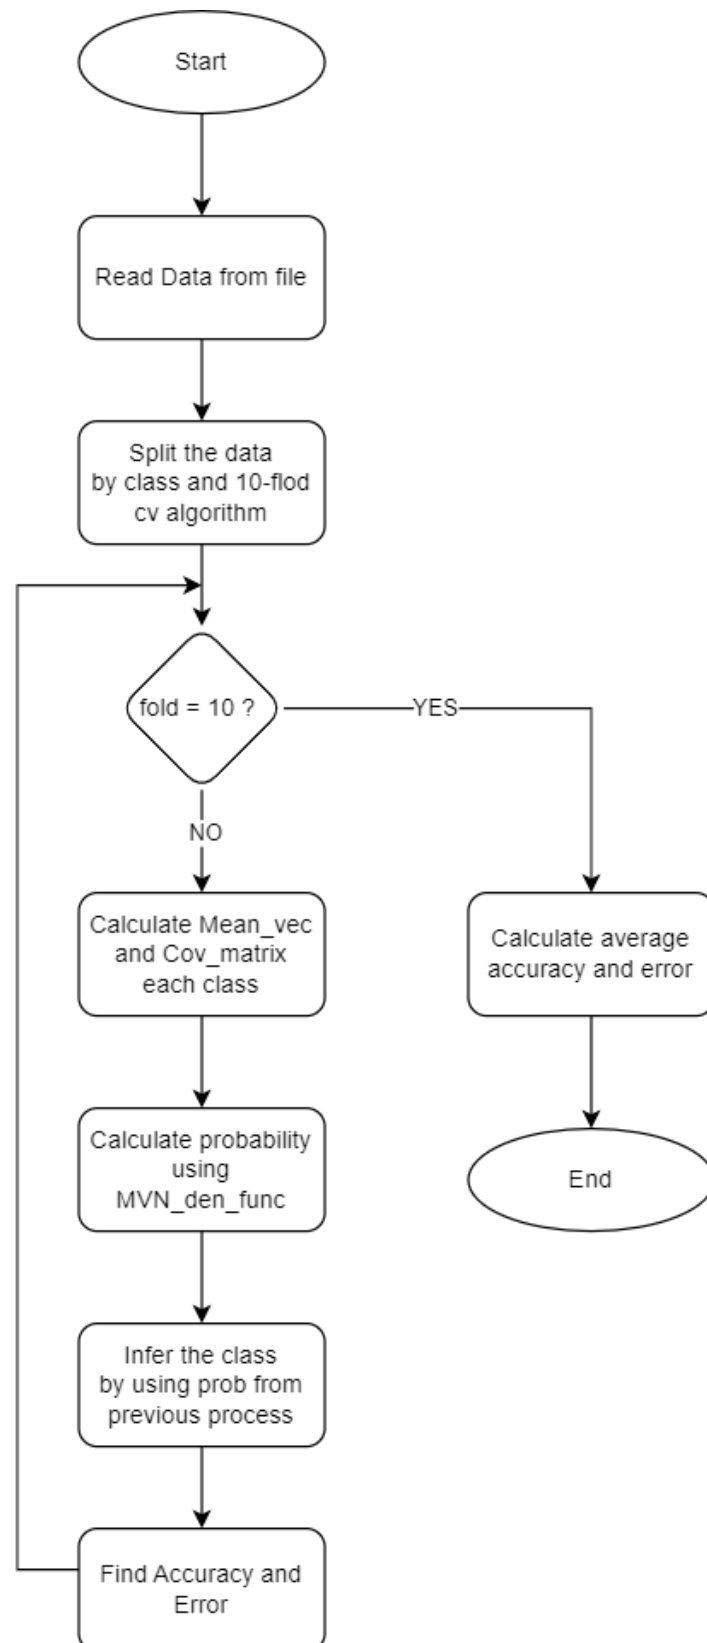 Start
Read Data from file
Split the data
by class and 10-flod
cv algorithm
fold = 10 ?
YES
NO
Calculate Mean_vec
and Cov_matrix
each class
Calculate average
accuracy and error
Calculate probability
using
MVN_den_func
End
Infer the class
by using prob from
previous process
Find Accuracy and
Error